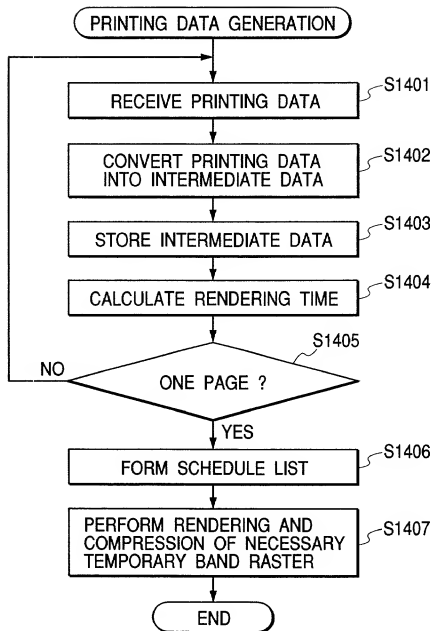 PRINTING DATA GENERATION
RECEIVE PRINTING DATA
S1401
CONVERT PRINTING DATA
INTO INTERMEDIATE DATA
S1402
STORE INTERMEDIATE DATA
S1403
CALCULATE RENDERING TIME
S1404
ONE PAGE ?
S1405
NO
YES
FORM SCHEDULE LIST
S1406
PERFORM RENDERING AND
COMPRESSION OF NECESSARY
TEMPORARY BAND RASTER
S1407
END